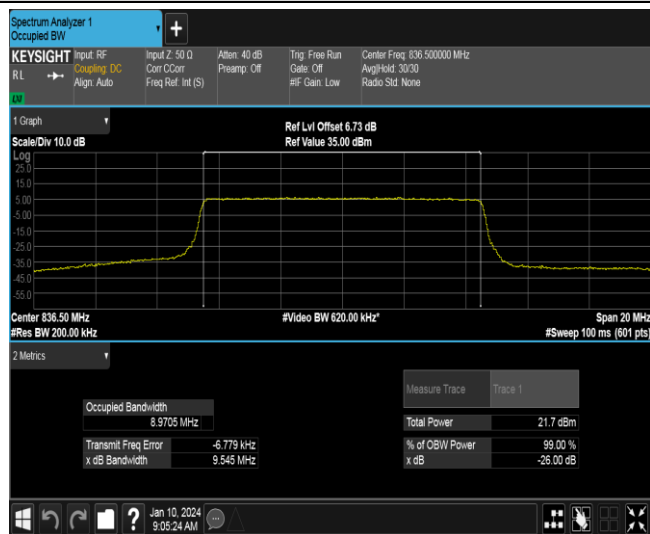 Spectrum Analyzer 1
Occupied BW
+
KEYSIGHT Input: RF Input Z: 50 Ω Atten: 40 dB Trig: Free Run Center Freq: 836.500000 MHz
RL Coupling: DC Corr CCorr Preamp: Off Gate: Off Avg|Hold: 30/30
Align: Auto Freq Ref: Int (S) #IF Gain: Low Radio Std: None
LXI
1 Graph
Ref Lvl Offset 6.73 dB
Scale/Div 10.0 dB Ref Value 35.00 dBm
Log
25.0
15.0
5.00
-5.00
-15.0
-25.0
-35.0
-45.0
-55.0
Center 836.50 MHz #Video BW 620.00 kHz* Span 20 MHz
#Res BW 200.00 kHz #Sweep 100 ms (601 pts)
2 Metrics
Measure Trace Trace 1
Occupied Bandwidth
8.9705 MHz Total Power 21.7 dBm
Transmit Freq Error -6.779 kHz % of OBW Power 99.00 %
x dB Bandwidth 9.545 MHz x dB -26.00 dB
? Jan 10, 2024
9:05:24 AM